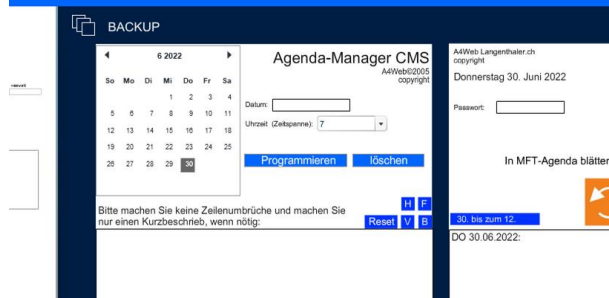 BACKUP
6 2022
So Mo Di Mi Do Fr Sa
1 2 3 4
5 6 7 8 9 10 11
12 13 14 15 16 17 18
19 20 21 22 23 24 25
26 27 28 29 30
Agenda-Manager CMS
A4Web©2005
copyright
Datum:
Uhrzeit (Zeitspanne): 7
Programmieren löschen
H F
Bitte machen Sie keine Zeilenumbrüche und machen Sie
nur einen Kurzbeschrieb, wenn nötig:
Reset V B
A4Web Langenthaler.ch
copyright
Donnerstag 30. Juni 2022
Passwort:
In MFT-Agenda blätter
30. bis zum 12.
DO 30.06.2022: